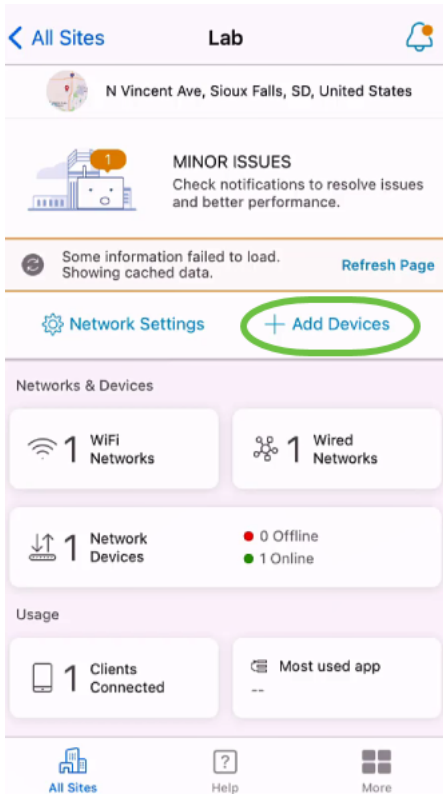 All Sites
Lab
N Vincent Ave, Sioux Falls, SD, United States
1
MINOR ISSUES
Check notifications to resolve issues
and better performance.
Some information failed to load.
Showing cached data.
Refresh Page
Network Settings
+ Add Devices
Networks & Devices
1 WiFi
Networks
1 Wired
Networks
1 Network
Devices
0 Offline
1 Online
Usage
1 Clients
Connected
Most used app
--
All Sites
? Help
More